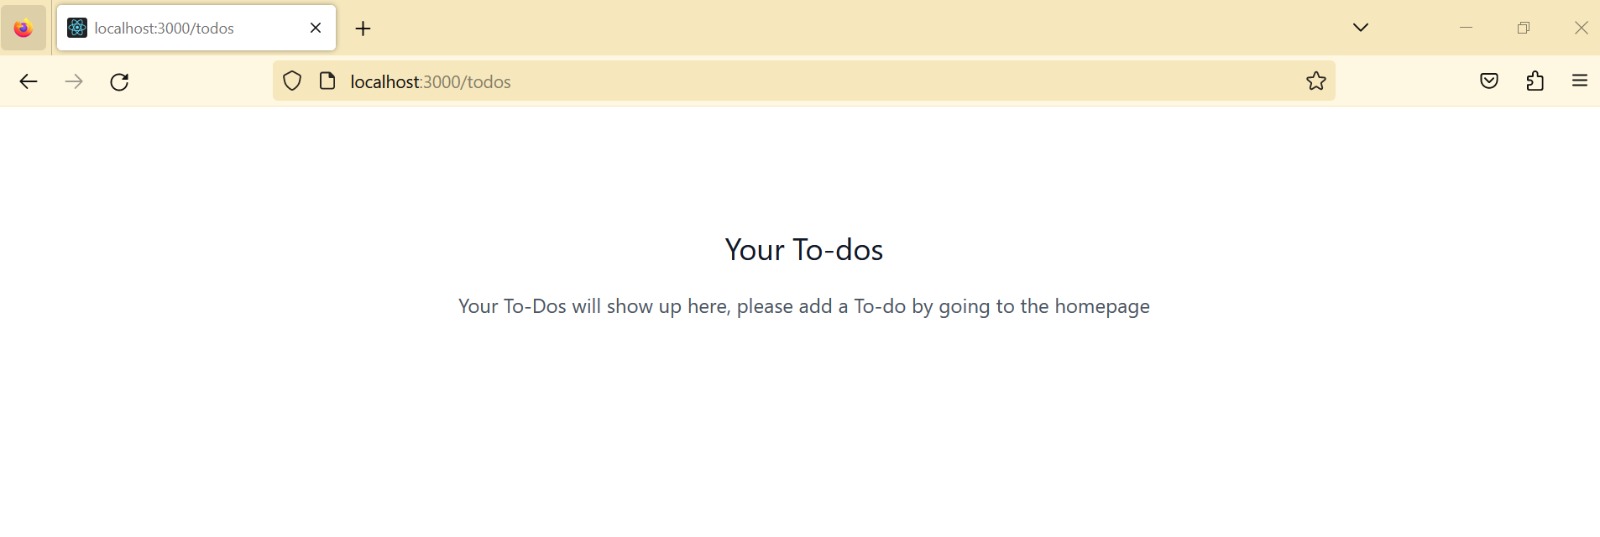 localhost:3000/todos
localhost:3000/todos
Your To-dos
Your To-Dos will show up here, please add a To-do by going to the homepage